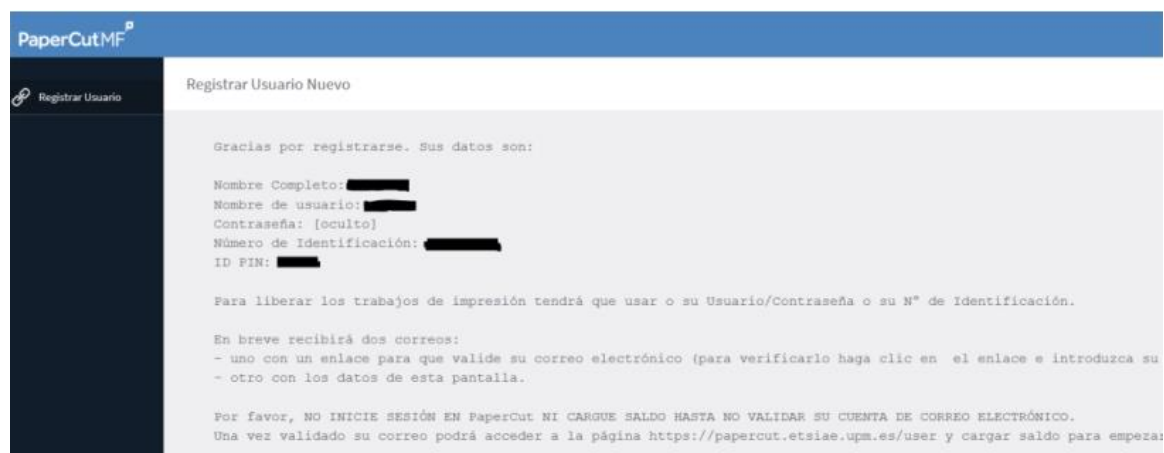 PaperCutMF
Registrar Usuario
Registrar Usuario Nuevo
Gracias por registrarse. Sus datos son:
Nombre Completo:
Nombre de usuario:
Contraseña: [oculto]
Número de Identificación:
ID PIN:
Para liberar los trabajos de impresión tendrá que usar o su Usuario/Contraseña o su N° de Identificación.
En breve recibirá dos correos:
- uno con un enlace para que valide su correo electrónico (para verificarlo haga clic en el enlace e introduzca su
- otro con los datos de esta pantalla.
Por favor, NO INICIE SESIÓN EN PaperCut NI CARGUE SALDO HASTA NO VALIDAR SU CUENTA DE CORREO ELECTRÓNICO.
Una vez validado su correo podrá acceder a la página https://papercut.etsiae.upm.es/user y cargar saldo para empezar